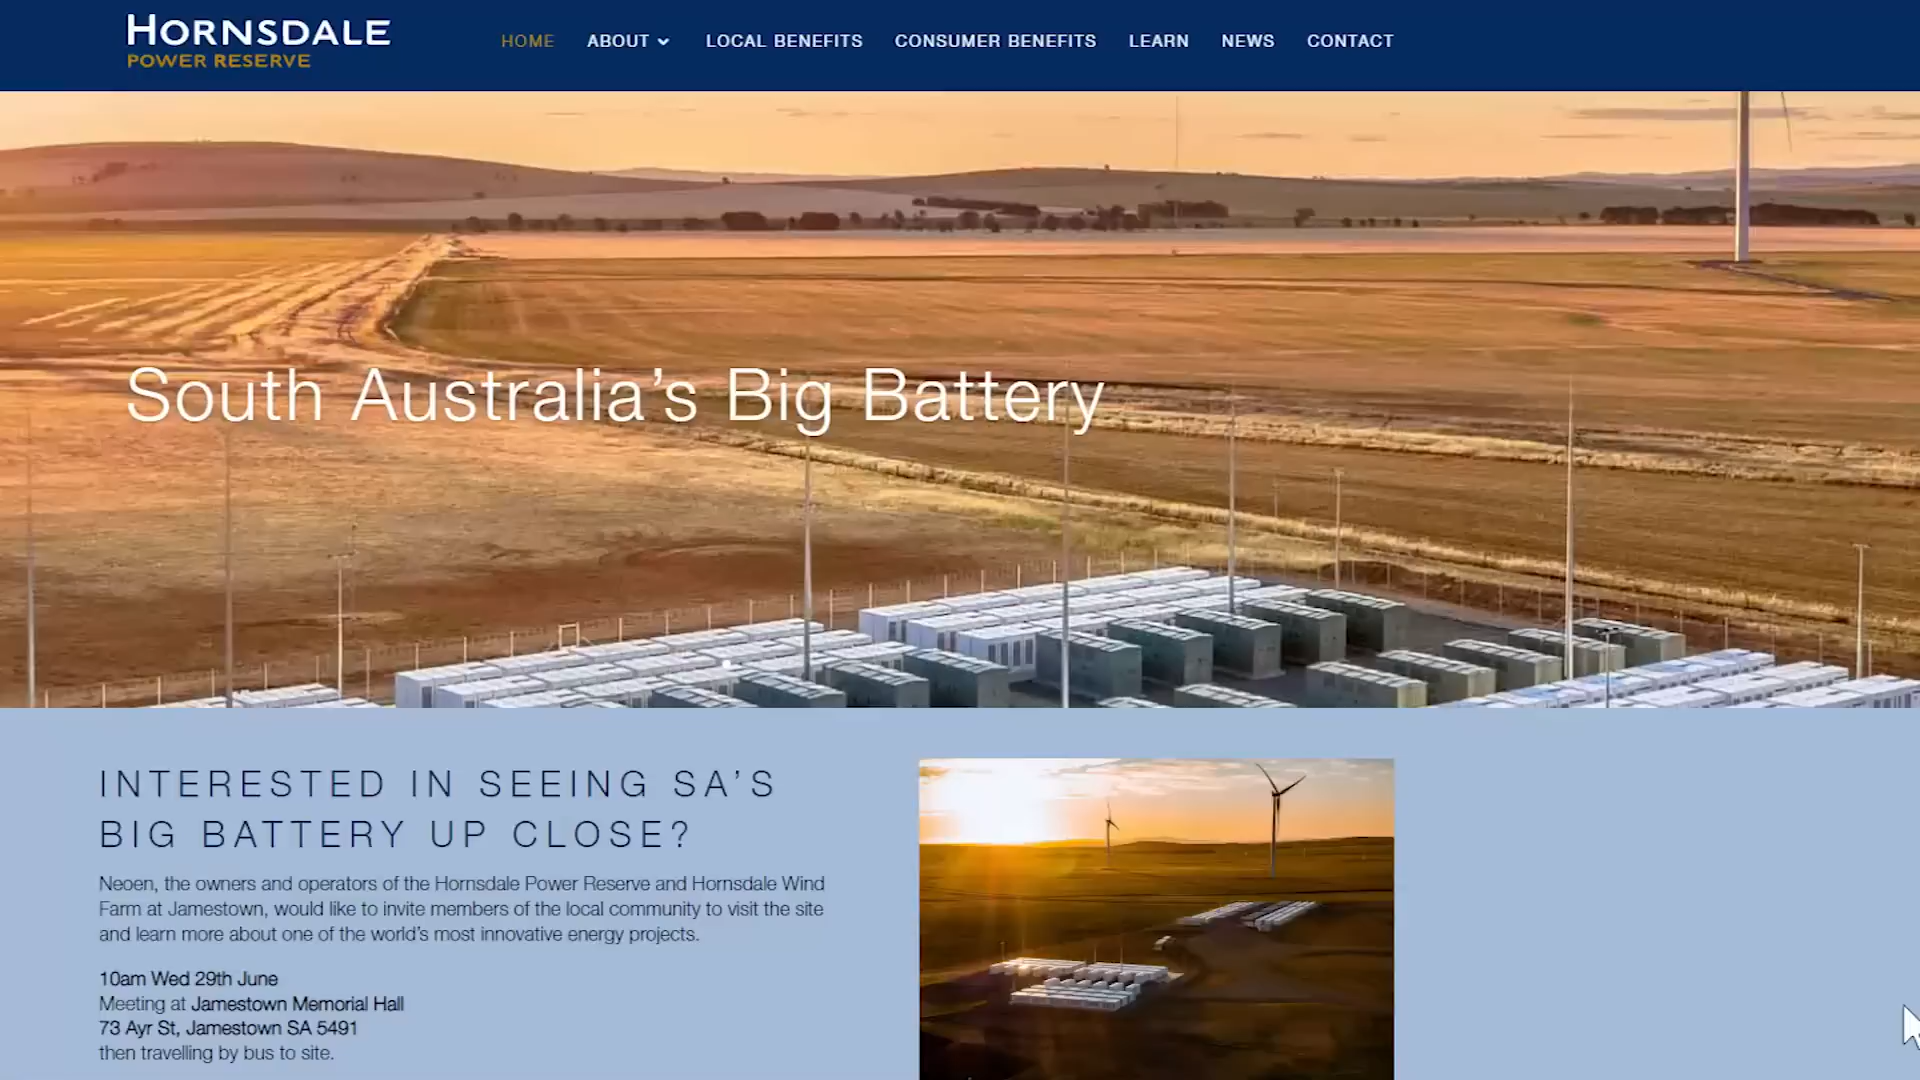 HORNSDALE
POWER RESERVE
HOME ABOUT LOCAL BENEFITS CONSUMER BENEFITS LEARN NEWS CONTACT
South Australia's Big Battery
INTERESTED IN SEEING SA'S
BIG BATTERY UP CLOSE?
Neoen, the owners and operators of the Hornsdale Power Reserve and Hornsdale Wind
Farm at Jamestown, would like to invite members of the local community to visit the site
and learn more about one of the world's most innovative energy projects.
10am Wed 29th June
Meeting at Jamestown Memorial Hall
73 Ayr St, Jamestown SA 5491
then travelling by bus to site.